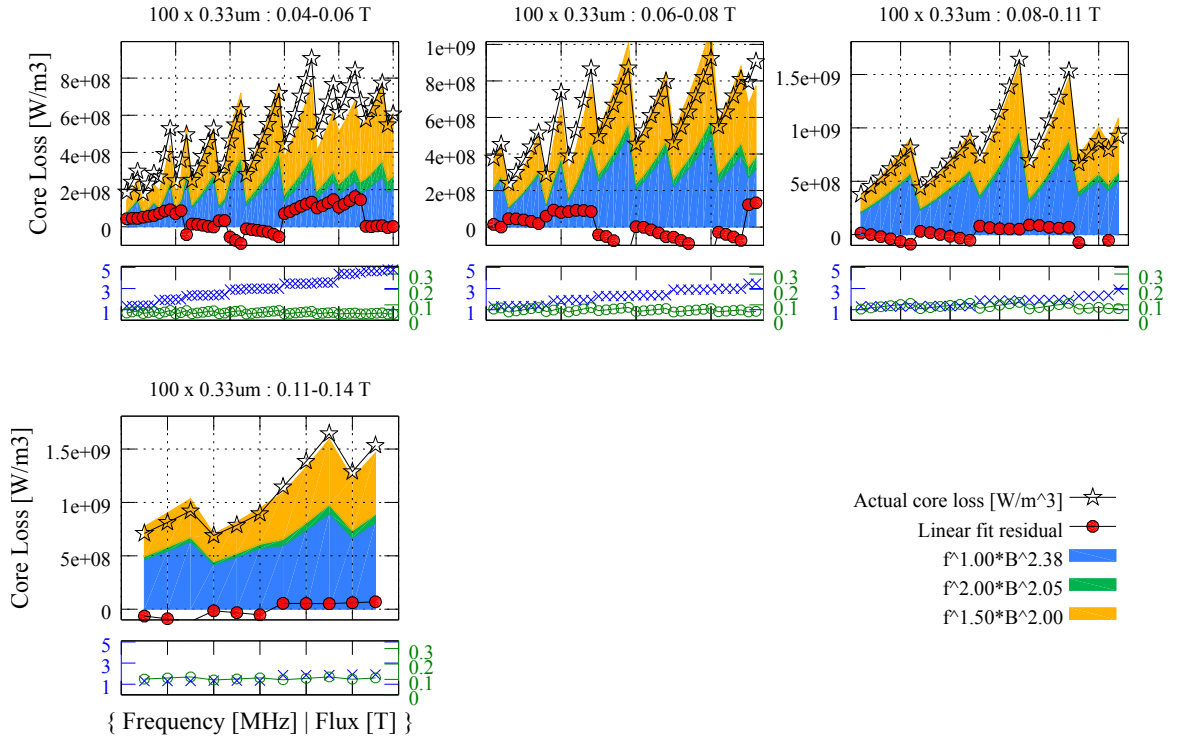 100 x 0.33um : 0.04-0.06 T
100 x 0.33um : 0.06-0.08 T
100 x 0.33um : 0.08-0.11 T
Core Loss [W/m3]
8e+08
6e+08
4e+08
2e+08
0
1e+09
8e+08
6e+08
4e+08
2e+08
0
1.5e+09
1e+09
5e+08
0
5
3
1
0.3
0.2
0.1
0
5
3
1
0.3
0.2
0.1
0
5
3
1
0.3
0.2
0.1
0
100 x 0.33um : 0.11-0.14 T
Core Loss [W/m3]
1.5e+09
1e+09
5e+08
0
Actual core loss [W/m^3]
Linear fit residual
f^1.00*B^2.38
f^2.00*B^2.05
f^1.50*B^2.00
5
3
1
0.3
0.2
0.1
0
{ Frequency [MHz] | Flux [T] }